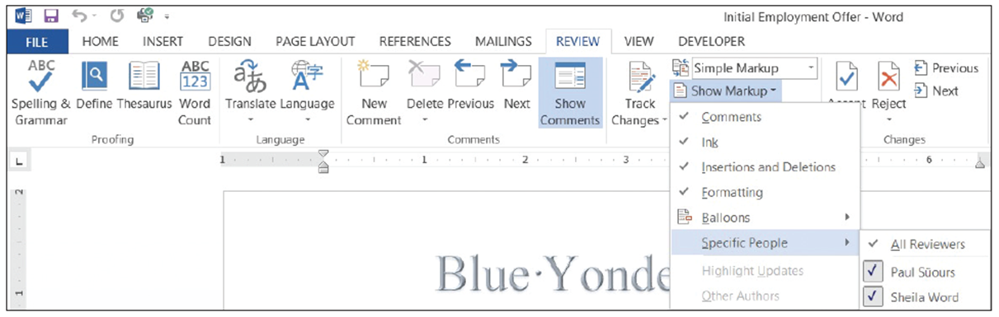 Initial Employment Offer - Word
FILE HOME INSERT DESIGN PAGE LAYOUT REFERENCES MAILINGS REVIEW VIEW DEVELOPER
ABC
Spelling &
Grammar
Define
Thesaurus
ABC
123
Word
Count
Proofing
Translate
Language
Language
New
Comment
Delete
Previous
Next
Show
Comments
Comments
Track
Changes
Simple Markup
Show Markup
Accept
Reject
Previous
Next
Changes
Comments
Ink
Insertions and Deletions
Formatting
Balloons
Specific People
Highlight Updates
Other Authors
All Reviewers
Paul Süours
Sheila Word
1 1 2 3 6
2
1
Blue·Yonde